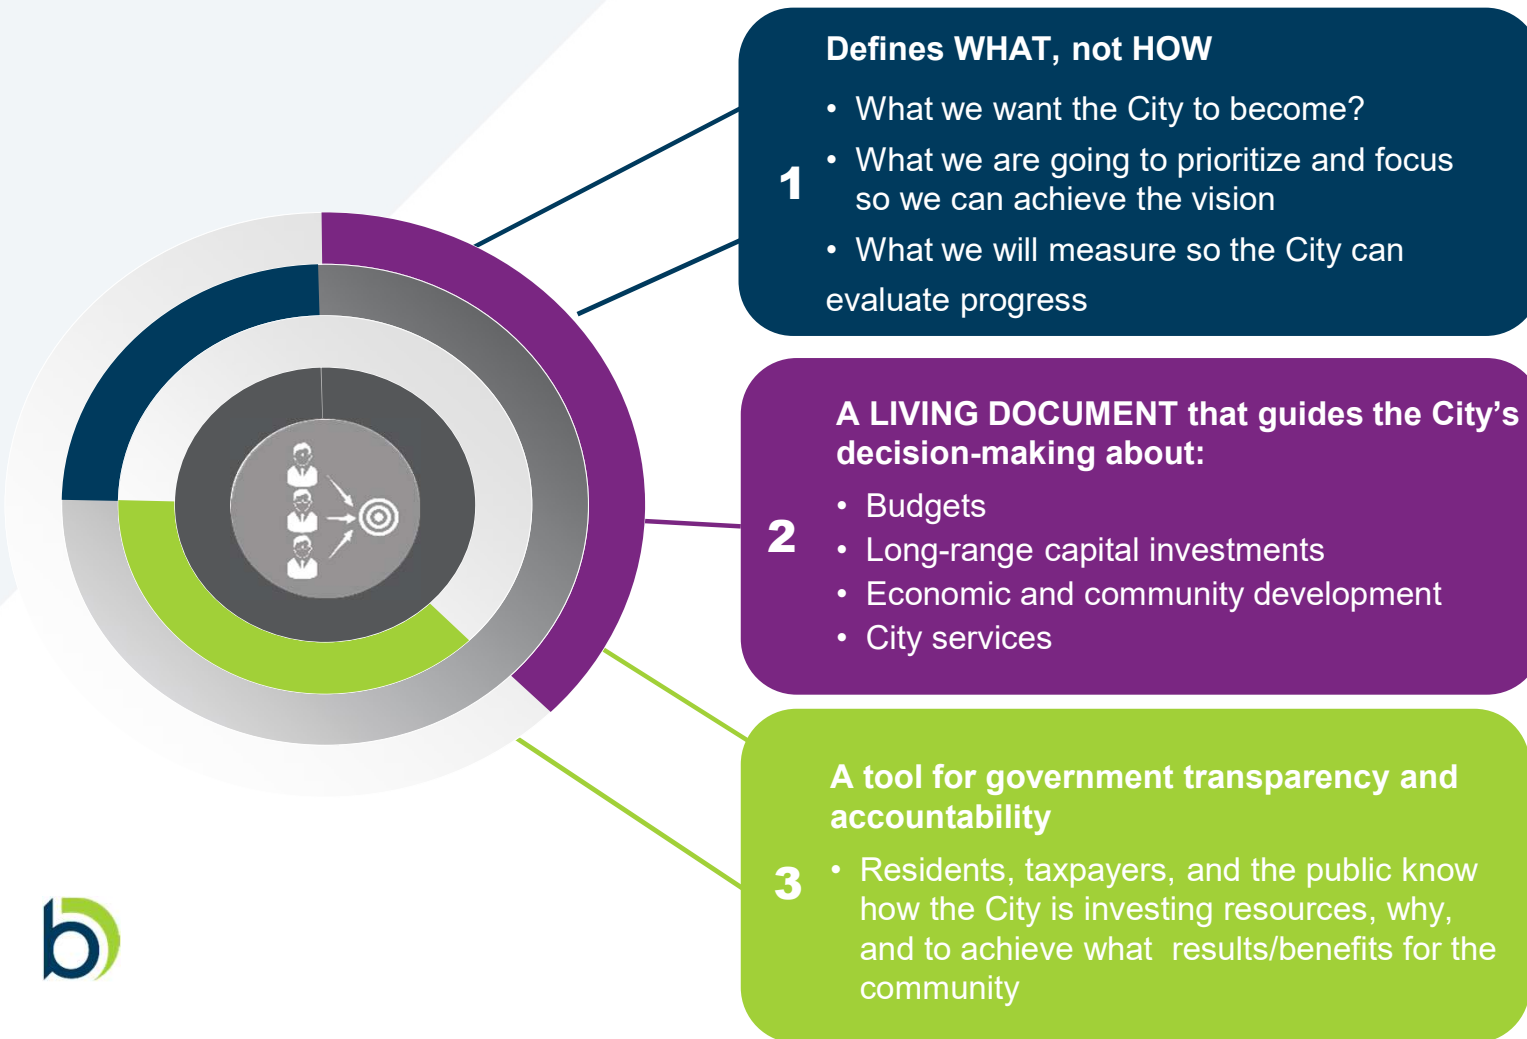 Defines WHAT, not HOW
• What we want the City to become?
• What we are going to prioritize and focus
so we can achieve the vision
• What we will measure so the City can
evaluate progress
1
A LIVING DOCUMENT that guides the City’s
decision-making about:
• Budgets
• Long-range capital investments
• Economic and community development
• City services
2
A tool for government transparency and
accountability
• Residents, taxpayers, and the public know
how the City is investing resources, why,
and to achieve what  results/benefits for the
community
3
b